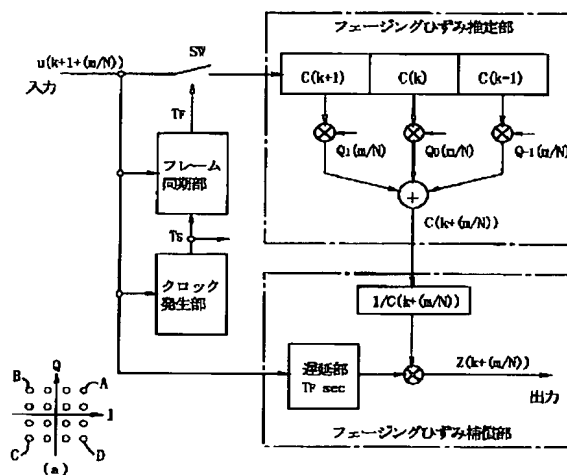 フェージングひずみ推定部
u(k+1+(m/N))
SW
入力
C(k+1)
C(k)
C(k-1)
TF
Q1(m/N)
Q0(m/N)
Q-1(m/N)
フレーム
同期部
+
C(k+(m/N))
TS
クロック
発生部
1/C(k+(m/N))
遅延部
TF sec
Z(k+(m/N))
出力
フェージングひずみ補償部
Q
B
A
I
C
D
(a)